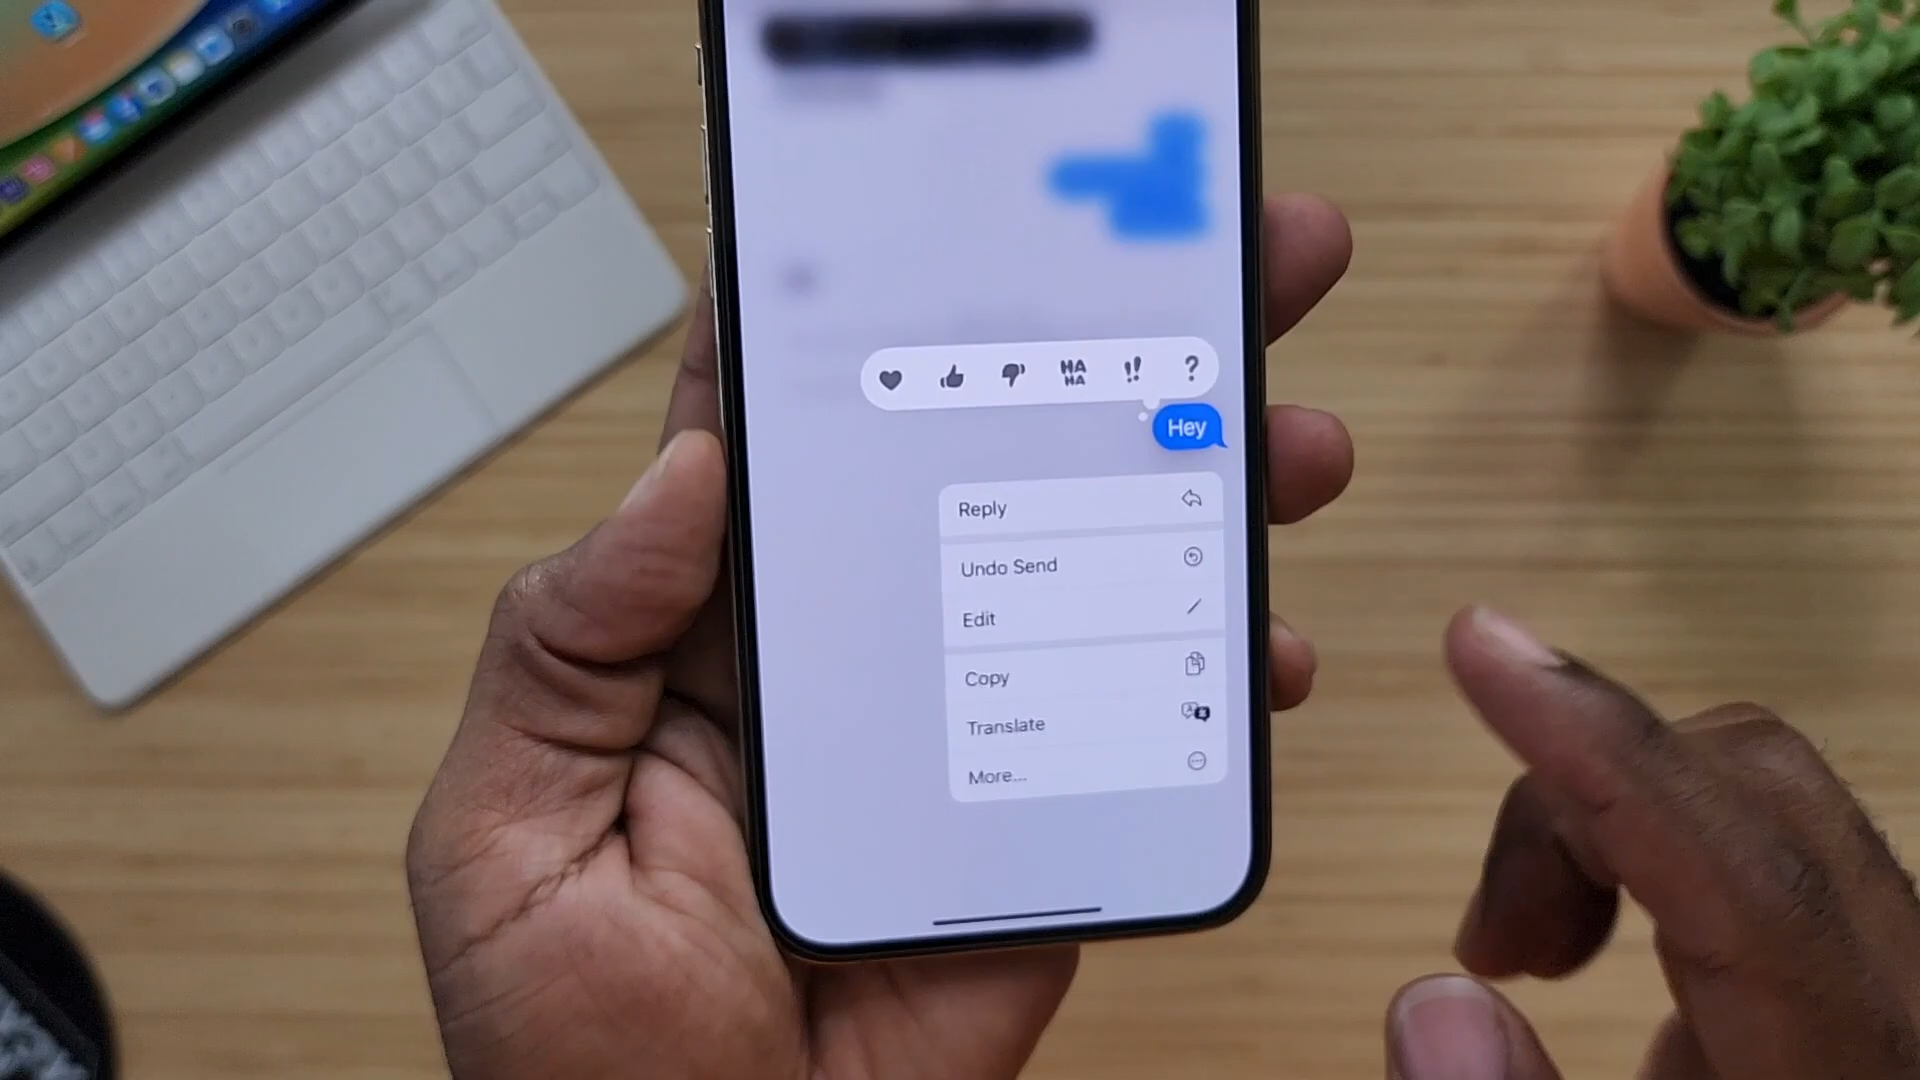 HA
HA
!!
?
Hey
Reply
Undo Send
Edit
Copy
Translate
More...